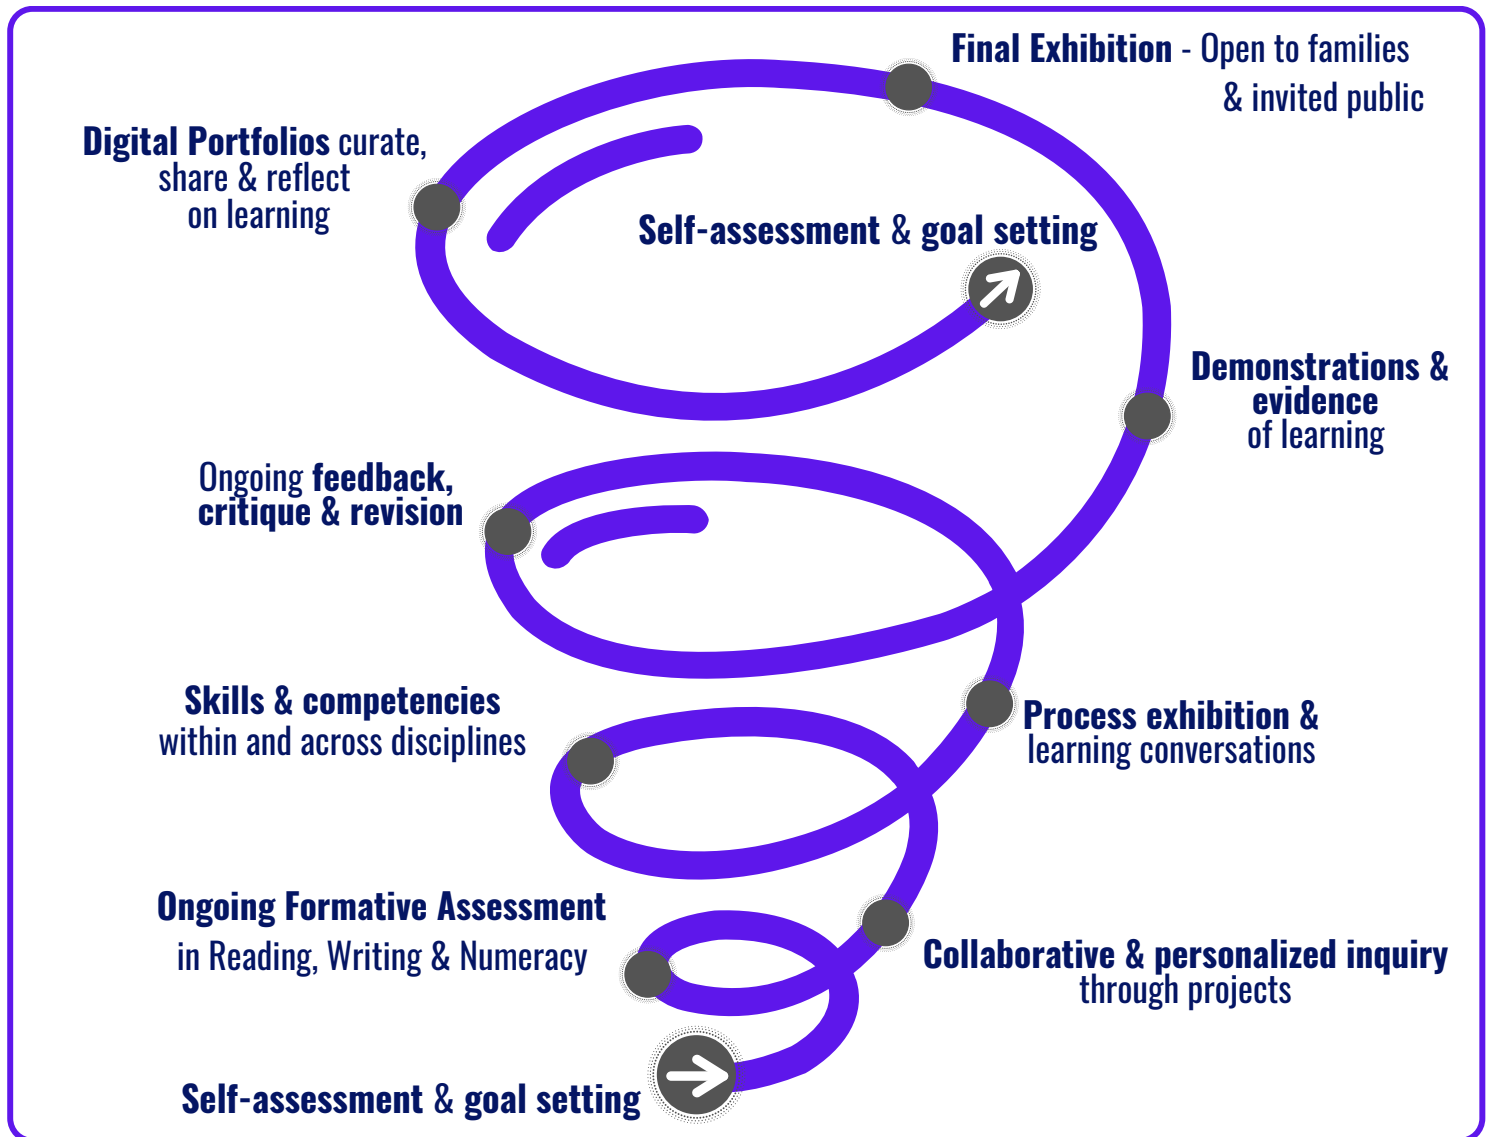 Final Exhibition - Open to families
& invited public
Digital Portfolios curate,
share & reflect
on learning
Self-assessment & goal setting
Demonstrations &
evidence
of learning
Ongoing feedback,
critique & revision
Skills & competencies
within and across disciplines
Process exhibition &
learning conversations
Ongoing Formative Assessment
in Reading, Writing & Numeracy
Collaborative & personalized inquiry
through projects
Self-assessment & goal setting